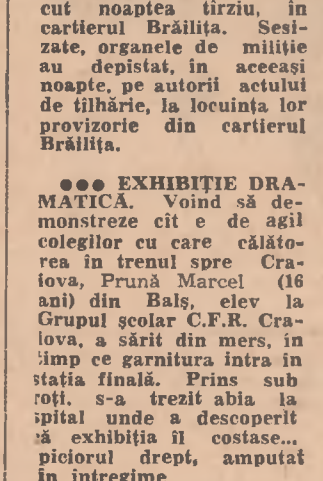 cut noaptea tîrziu, în
cartierul Brăilița. Sesi-
zate, organele de miliție
au depistat, în aceeași
noapte, pe autorii actului
de tîlhărie, la locuința lor
provizorie din cartierul
Brăilița.
●●● EXHIBIȚIE DRA-
MATICĂ. Voind să de-
monstreze cît e de agil
colegilor cu care călăto-
rea în trenul spre Cra-
iova, Prună Marcel (16
ani) din Balș, elev la
Grupul școlar C.F.R. Cra-
iova, a sărit din mers, în
timp ce garnitura intra în
stația finală. Prins sub
roți, s-a trezit abia la
spital unde a descoperit
că exhibiția îl costase...
piciorul drept, amputat
în întregime